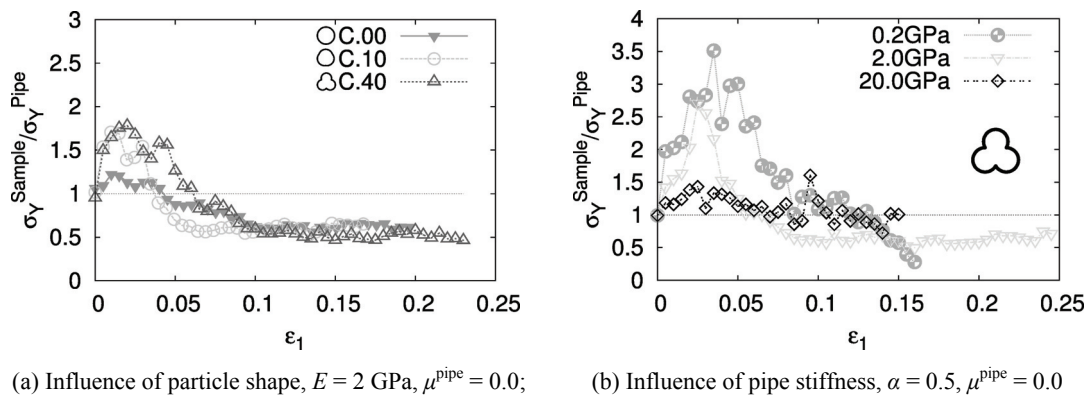 3
2.5
2
1.5
1
0.5
0
σY^Sample/σY^Pipe
C.00
C.10
C.40
0 0.05 0.1 0.15 0.2 0.25
ε1
(a) Influence of particle shape, E = 2 GPa, μ^pipe = 0.0;
4
3.5
3
2.5
2
1.5
1
0.5
0
σY^Sample/σY^Pipe
0.2GPa
2.0GPa
20.0GPa
0 0.05 0.1 0.15 0.2 0.25
ε1
(b) Influence of pipe stiffness, α = 0.5, μ^pipe = 0.0